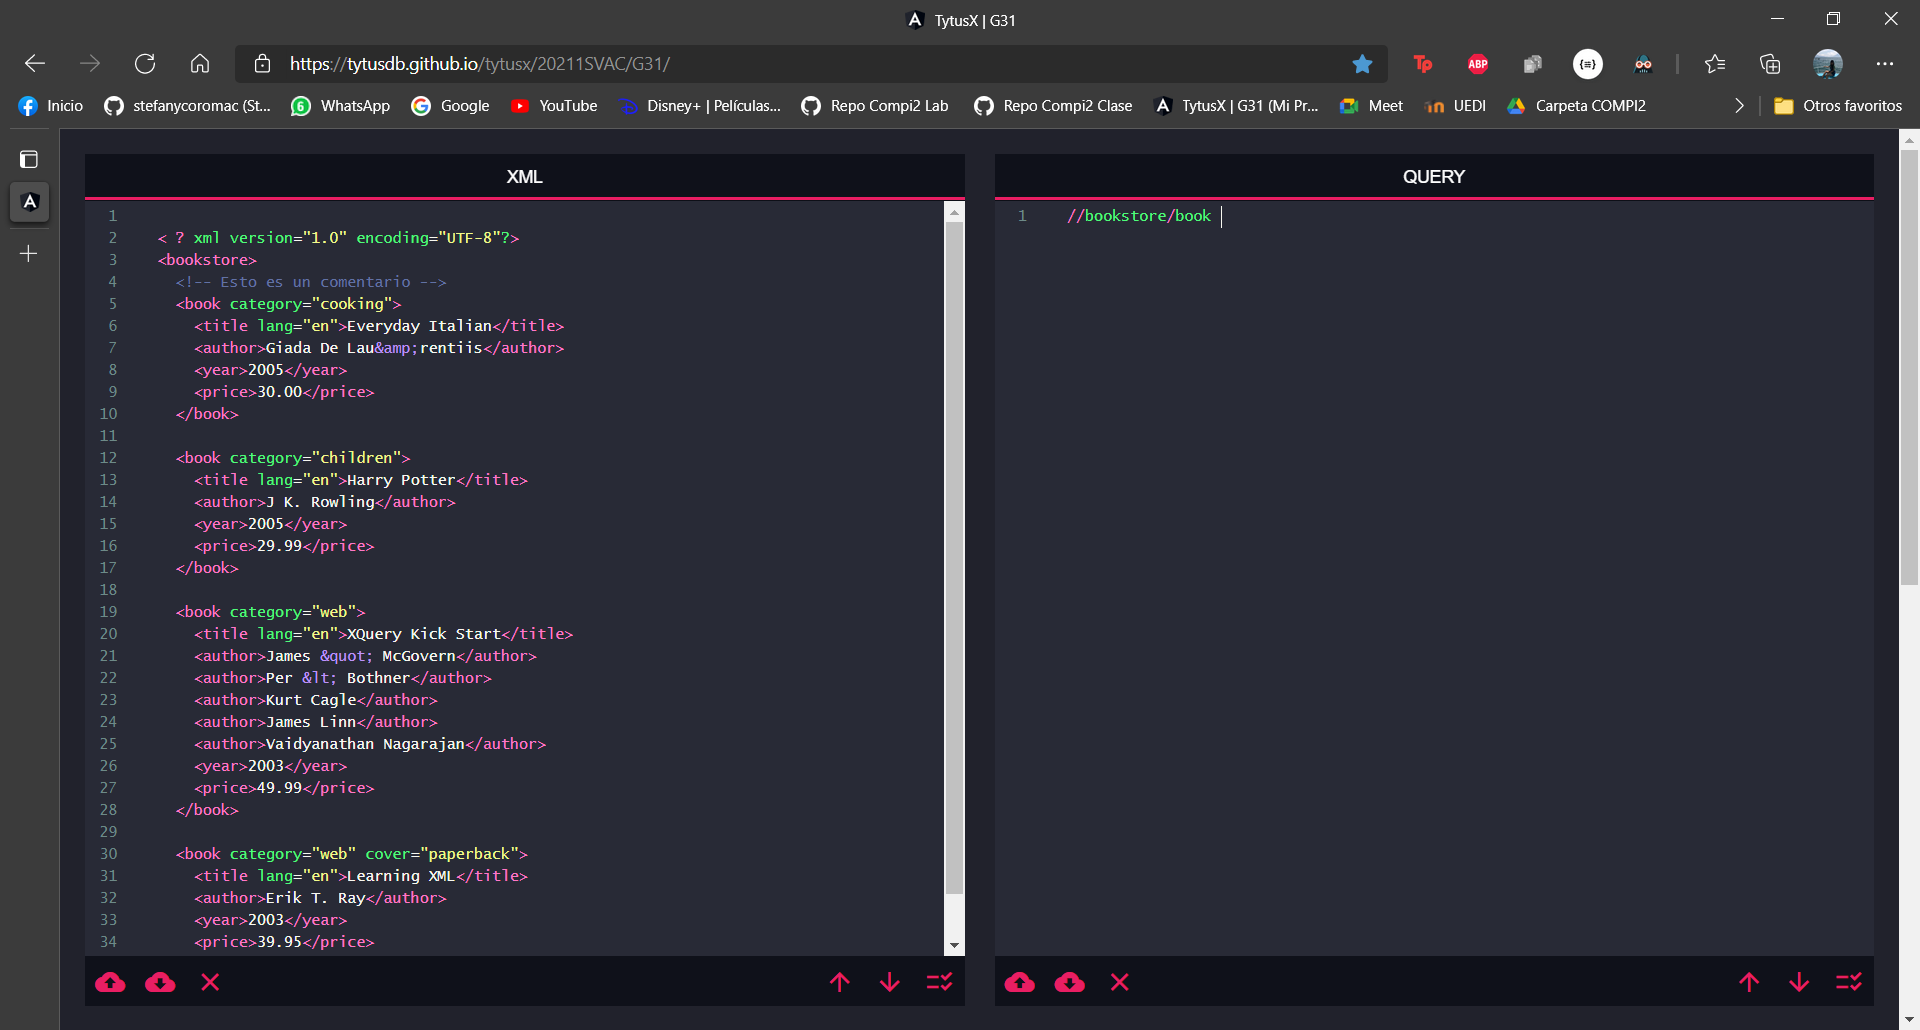 TytusX | G31
https://tytusdb.github.io/tytusx/20211SVAC/G31/
Tp
ABP
{=}
Inicio
stefanycoromac (St...
6
WhatsApp
Google
YouTube
Disney+ | Películas...
Repo Compi2 Lab
Repo Compi2 Clase
TytusX | G31 (Mi Pr...
Meet
UEDI
Carpeta COMPI2
Otros favoritos
XML
1
2 < ? xml version="1.0" encoding="UTF-8"?>
3 <bookstore>
4 <!-- Esto es un comentario -->
5 <book category="cooking">
6 <title lang="en">Everyday Italian</title>
7 <author>Giada De Lau&amp;rentiis</author>
8 <year>2005</year>
9 <price>30.00</price>
10 </book>
11
12 <book category="children">
13 <title lang="en">Harry Potter</title>
14 <author>J K. Rowling</author>
15 <year>2005</year>
16 <price>29.99</price>
17 </book>
18
19 <book category="web">
20 <title lang="en">XQuery Kick Start</title>
21 <author>James &quot; McGovern</author>
22 <author>Per &lt; Bothner</author>
23 <author>Kurt Cagle</author>
24 <author>James Linn</author>
25 <author>Vaidyanathan Nagarajan</author>
26 <year>2003</year>
27 <price>49.99</price>
28 </book>
29
30 <book category="web" cover="paperback">
31 <title lang="en">Learning XML</title>
32 <author>Erik T. Ray</author>
33 <year>2003</year>
34 <price>39.95</price>
QUERY
1 //bookstore/book